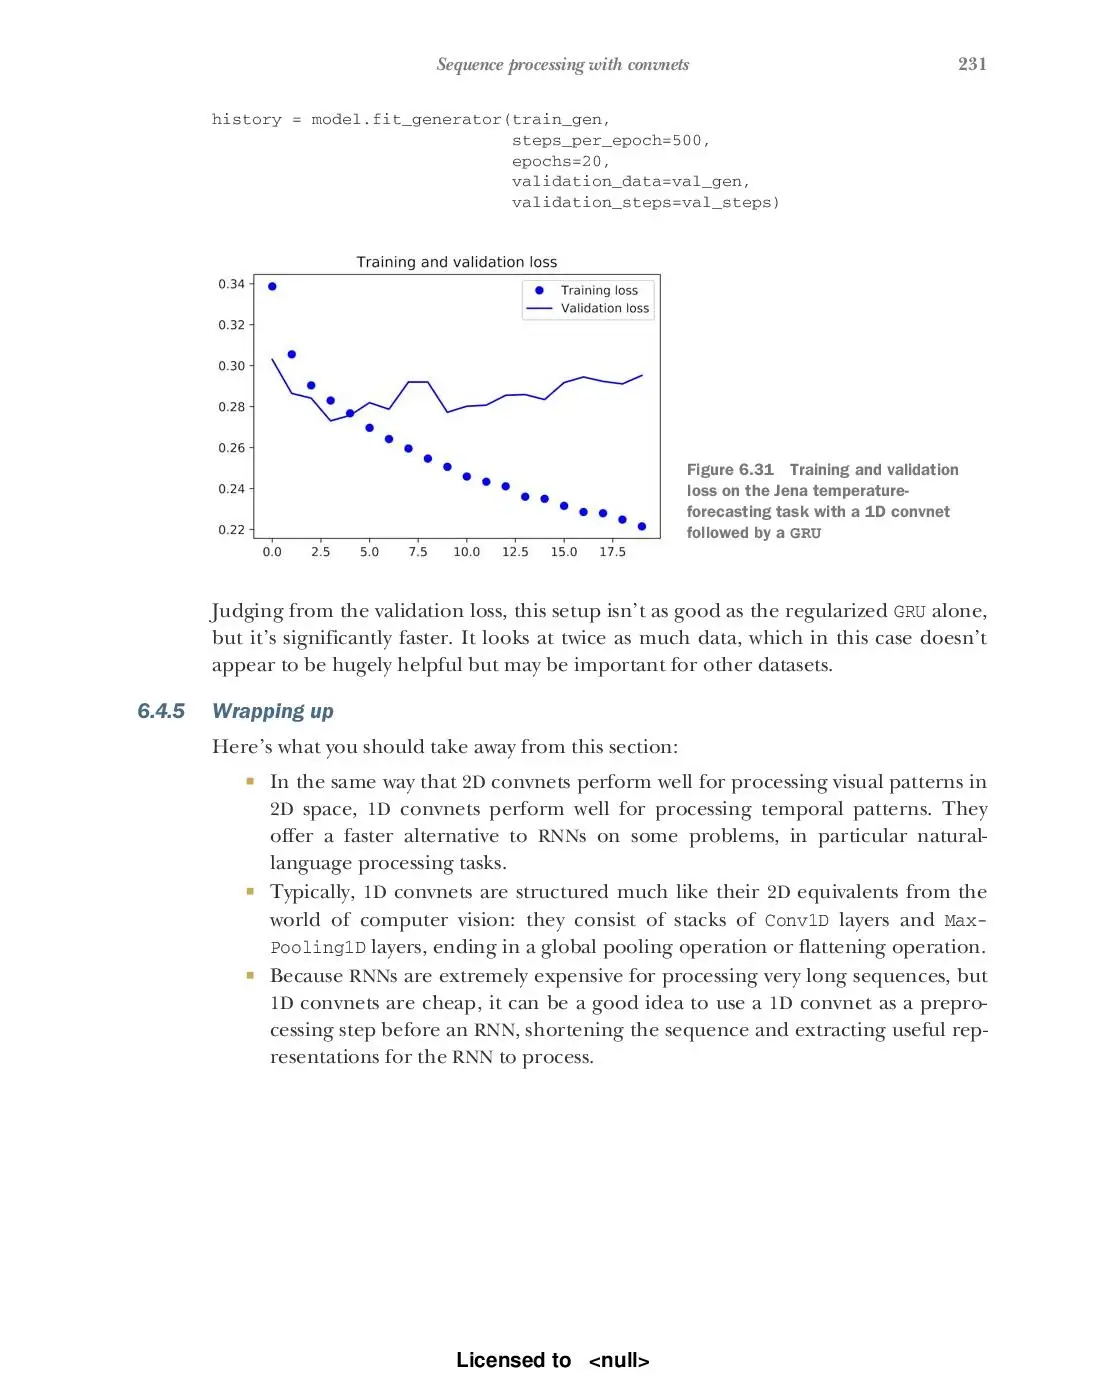 Sequence processing with convnets 231
history = model.fit_generator(train_gen,
steps_per_epoch=500,
epochs=20,
validation_data=val_gen,
validation_steps=val_steps)
Training and validation loss
0.34
0.32
0.30
0.28
0.26
0.24
0.22
Training loss
Validation loss
0.0 2.5 5.0 7.5 10.0 12.5 15.0 17.5
Figure 6.31 Training and validation
loss on the Jena temperature-
forecasting task with a 1D convnet
followed by a GRU
Judging from the validation loss, this setup isn't as good as the regularized GRU alone,
but it's significantly faster. It looks at twice as much data, which in this case doesn't
appear to be hugely helpful but may be important for other datasets.
6.4.5 Wrapping up
Here's what you should take away from this section:
■ In the same way that 2D convnets perform well for processing visual patterns in
2D space, 1D convnets perform well for processing temporal patterns. They
offer a faster alternative to RNNs on some problems, in particular natural-
language processing tasks.
■ Typically, 1D convnets are structured much like their 2D equivalents from the
world of computer vision: they consist of stacks of Conv1D layers and Max-
Pooling1D layers, ending in a global pooling operation or flattening operation.
■ Because RNNs are extremely expensive for processing very long sequences, but
1D convnets are cheap, it can be a good idea to use a 1D convnet as a prepro-
cessing step before an RNN, shortening the sequence and extracting useful rep-
resentations for the RNN to process.
Licensed to <null>